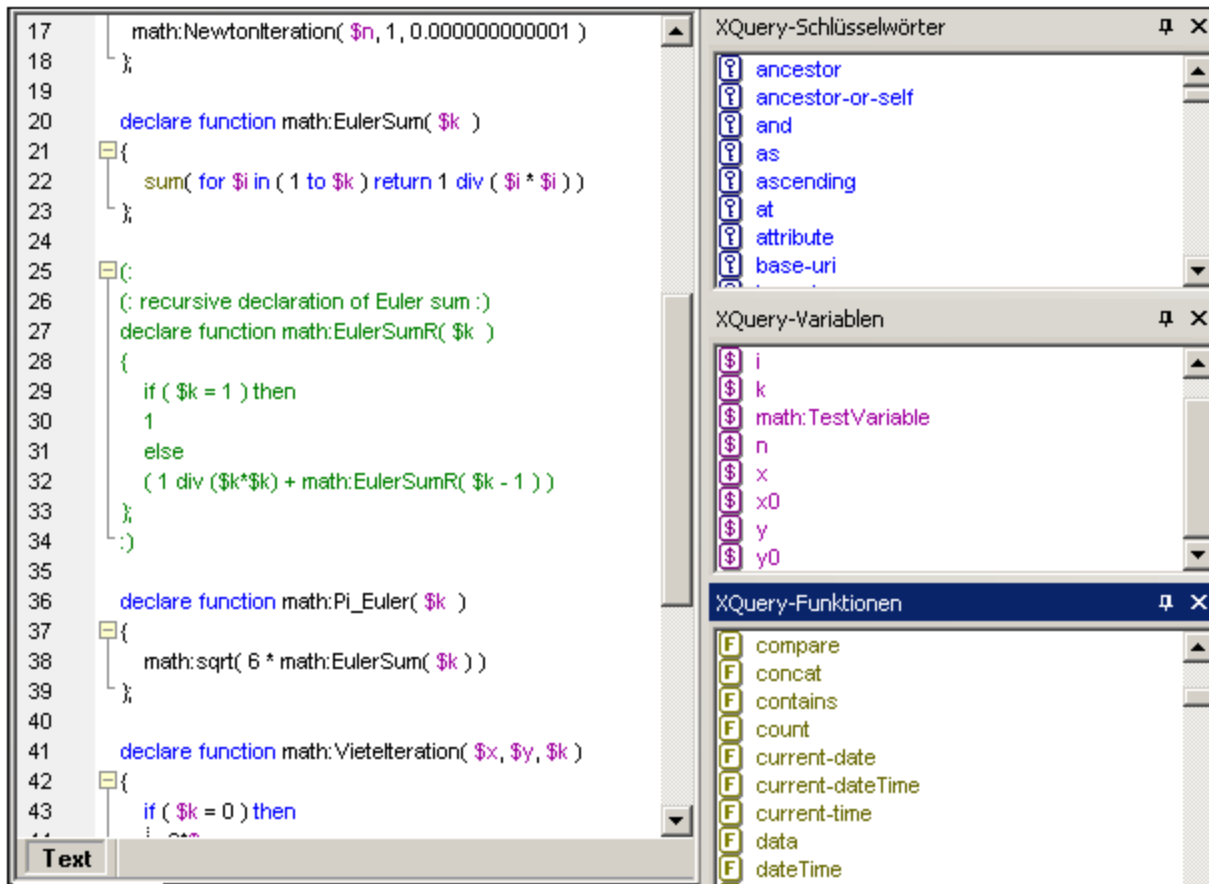 17 math:NewtonIteration( $n, 1, 0.000000000001 )
18 };
19
20 declare function math:EulerSum( $k )
21 {
22 sum( for $i in ( 1 to $k ) return 1 div ( $i * $i ) )
23 };
24
25 (:
26 (: recursive declaration of Euler sum :)
27 declare function math:EulerSumR( $k )
28 {
29 if ( $k = 1 ) then
30 1
31 else
32 ( 1 div ($k*$k) + math:EulerSumR( $k - 1 ) )
33 };
34 :)
35
36 declare function math:Pi_Euler( $k )
37 {
38 math:sqrt( 6 * math:EulerSum( $k ) )
39 };
40
41 declare function math:VieteIteration( $x, $y, $k )
42 {
43 if ( $k = 0 ) then
Text
XQuery-Schlüsselwörter
ancestor
ancestor-or-self
and
as
ascending
at
attribute
base-uri
XQuery-Variablen
$ i
$ k
$ math:TestVariable
$ n
$ x
$ x0
$ y
$ y0
XQuery-Funktionen
F compare
F concat
F contains
F count
F current-date
F current-dateTime
F current-time
F data
F dateTime